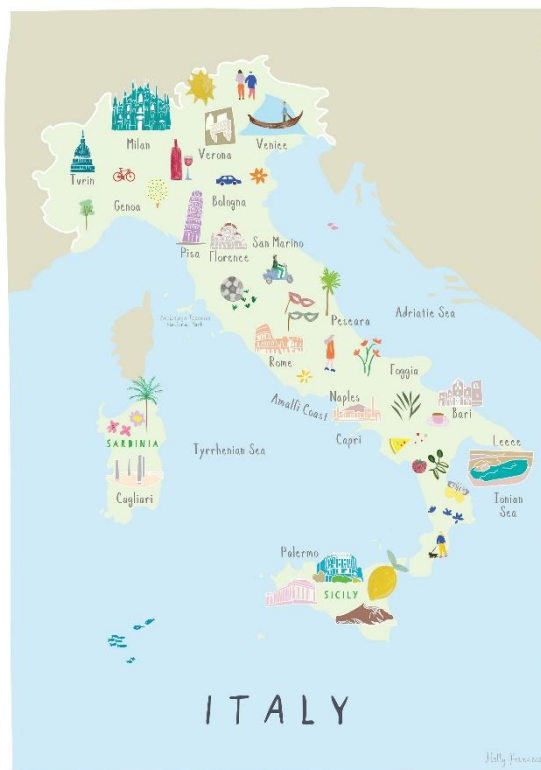 Milan
Verona
Venice
Turin
Genoa
Bologna
Pisa
Florence
San Marino
Pescara
Adriatic Sea
Rome
Foggia
Amalfi Coast
Naples
Bari
Capri
Lecce
SARDINIA
Tyrrhenian Sea
Cagliari
Ionian
Sea
Palermo
SICILY
ITALY
Holly